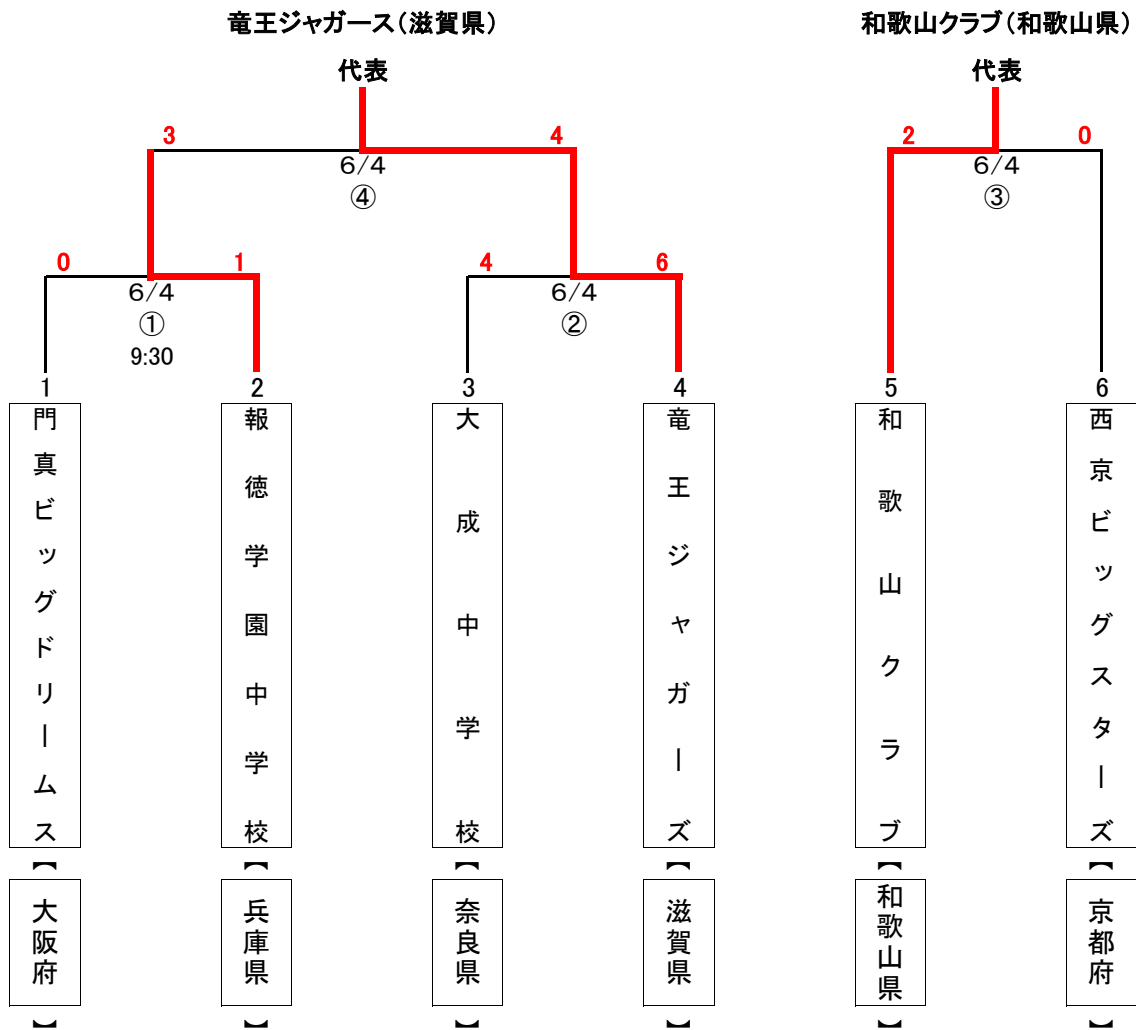 竜王ジャガース（滋賀県）
和歌山クラブ（和歌山県）
代表
代表
3
4
2
0
6/4
④
6/4
③
0
1
4
6
6/4
①
9:30
6/4
②
1
2
3
4
5
6
門真ビッグドリームス
報徳学園中学校
大成中学校
竜王ジャガーズ
和歌山クラブ
西京ビッグスターズ
【大阪府】
【兵庫県】
【奈良県】
【滋賀県】
【和歌山県】
【京都府】